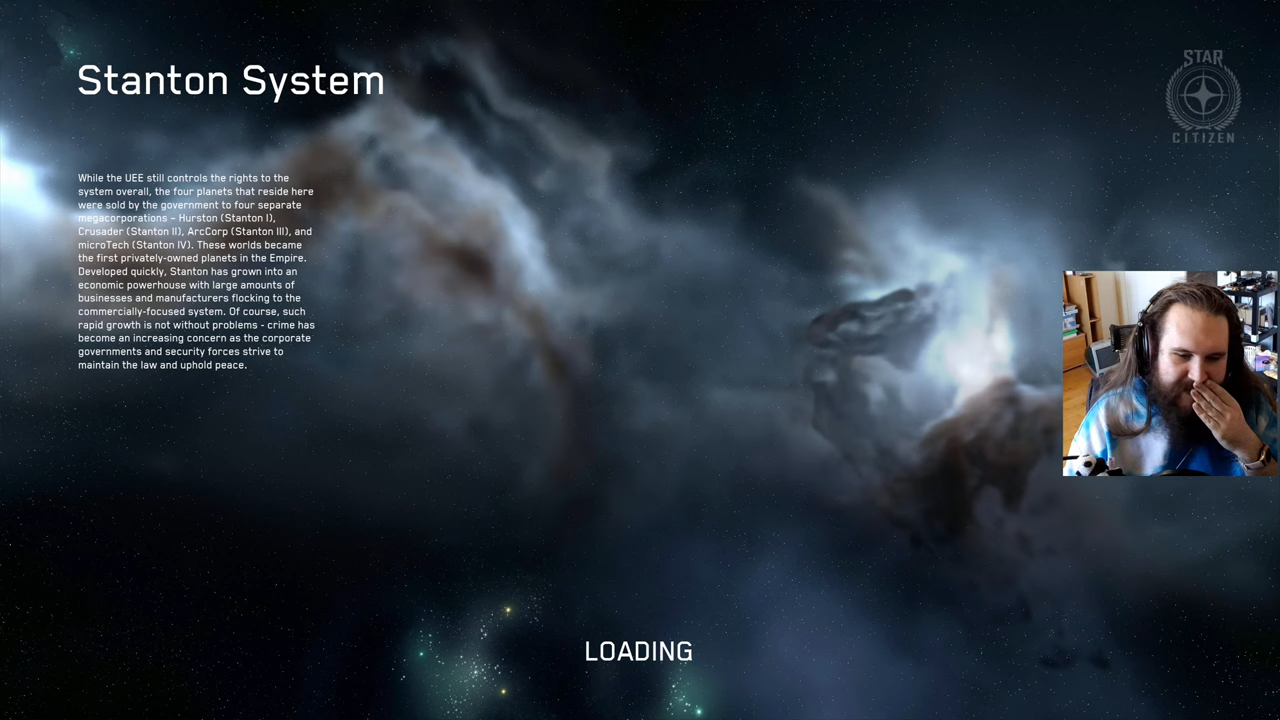 Stanton System
STAR
CITIZEN
While the UEE still controls the rights to the
system overall, the four planets that reside here
were sold by the government to four separate
megacorporations – Hurston (Stanton I),
Crusader (Stanton II), ArcCorp (Stanton III), and
microTech (Stanton IV). These worlds became
the first privately-owned planets in the Empire.
Developed quickly, Stanton has grown into an
economic powerhouse with large amounts of
businesses and manufacturers flocking to the
commercially-focused system. Of course, such
rapid growth is not without problems - crime has
become an increasing concern as the corporate
governments and security forces strive to
maintain the law and uphold peace.
LOADING